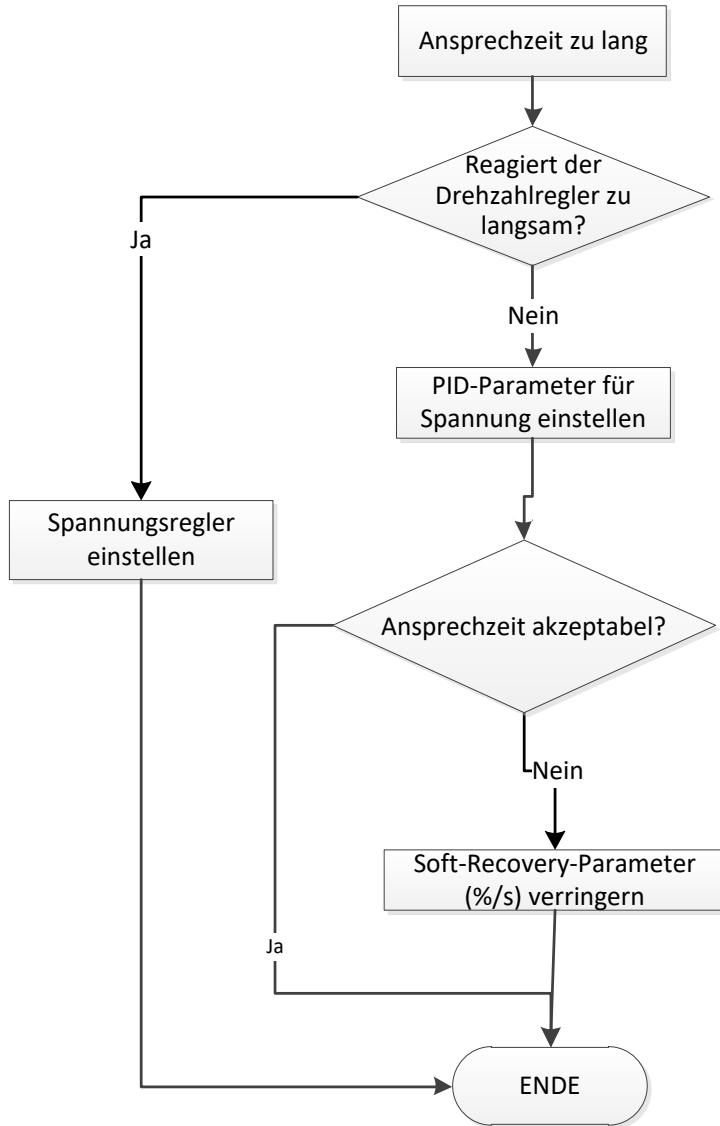 Ansprechzeit zu lang
Reagiert der
Drehzahlregler zu
langsam?
Ja
Nein
PID-Parameter für
Spannung einstellen
Spannungsregler
einstellen
Ansprechzeit akzeptabel?
Nein
Soft-Recovery-Parameter
(%/s) verringern
Ja
ENDE